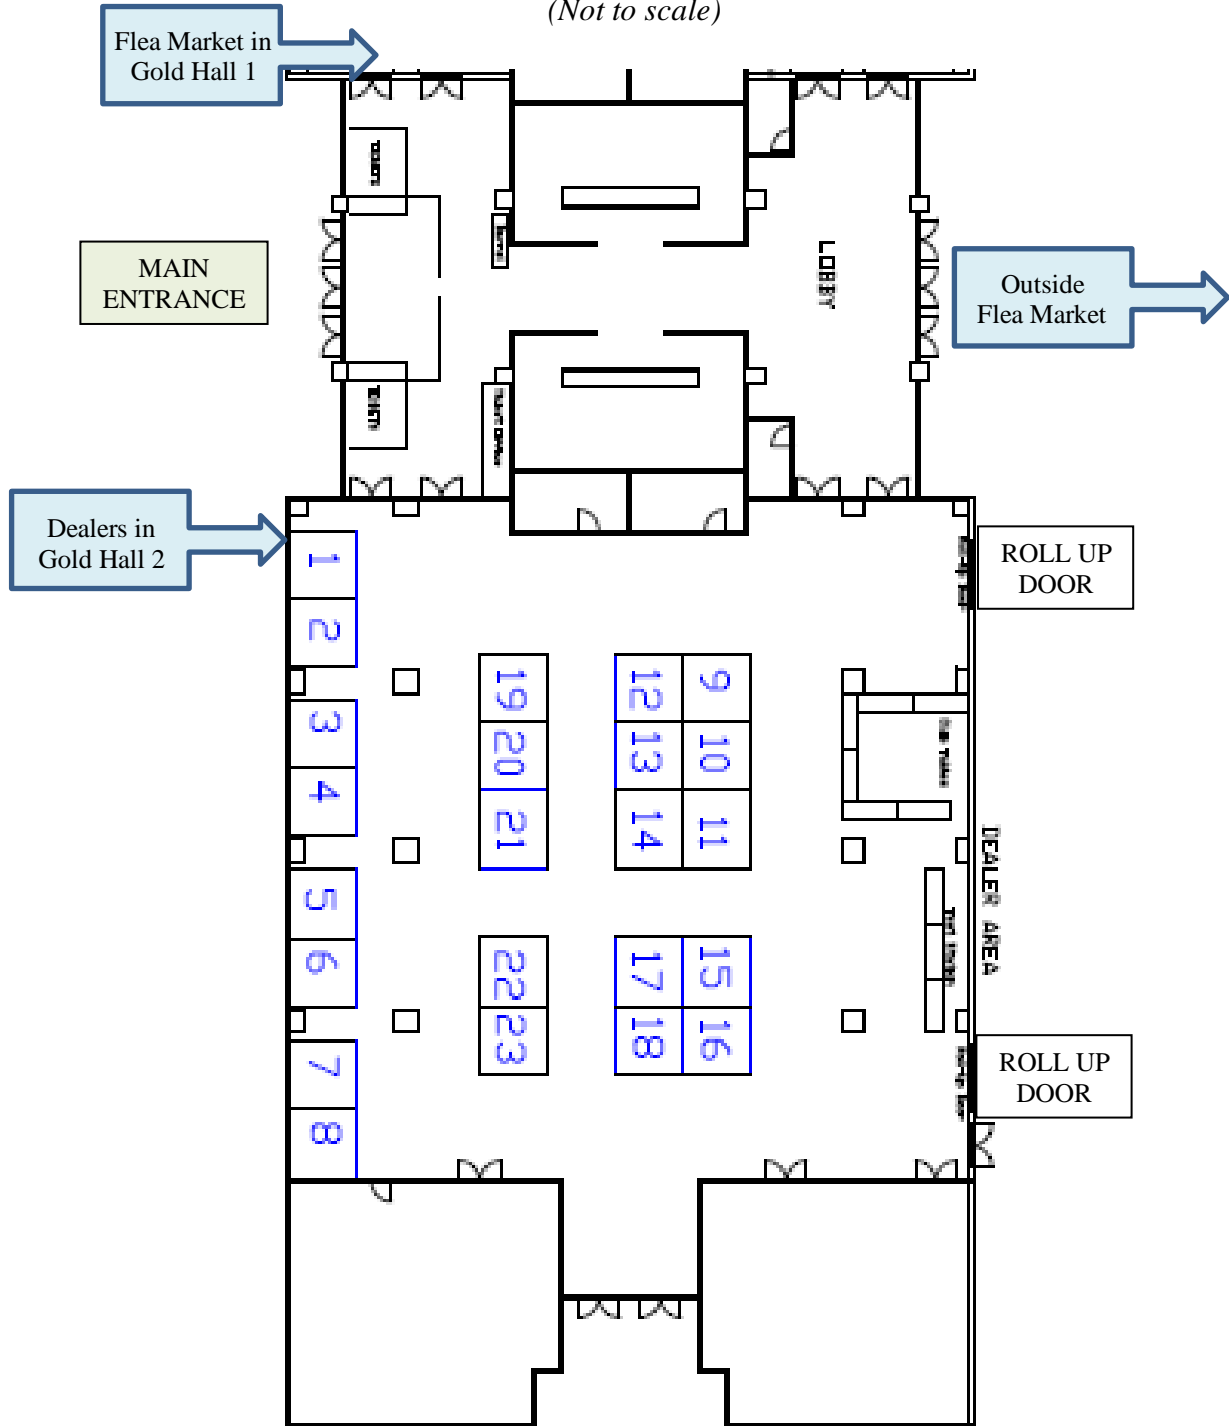 (Not to scale)
Flea Market in
Gold Hall 1
MAIN
ENTRANCE
LOBBY
Outside
Flea Market
Dealers in
Gold Hall 2
ROLL UP
DOOR
1
2
3
4
5
6
7
8
19
20
21
22
23
12
9
13
10
14
11
17
15
18
16
DEALER AREA
ROLL UP
DOOR